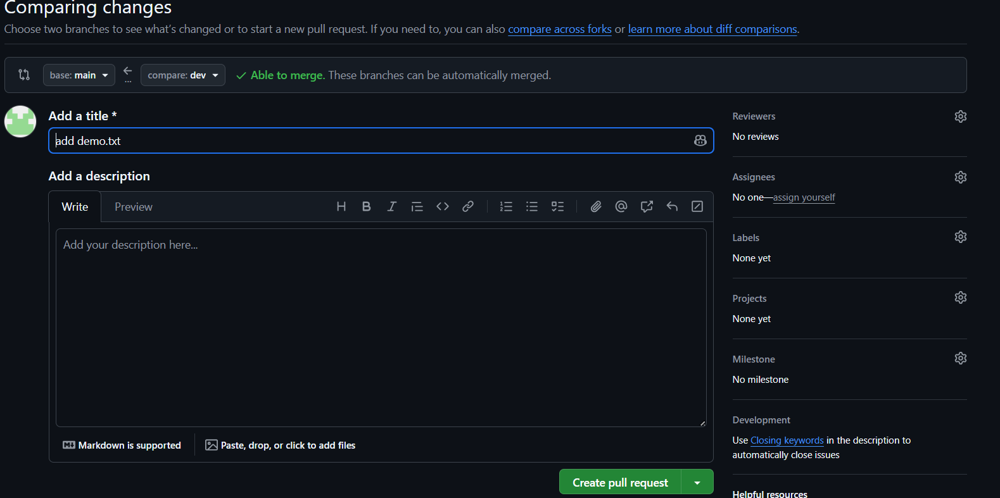 Comparing changes
Choose two branches to see what's changed or to start a new pull request. If you need to, you can also compare across forks or learn more about diff comparisons.
base: main
...
compare: dev
Able to merge. These branches can be automatically merged.
Add a title *
add demo.txt
Add a description
Write
Preview
Add your description here...
Markdown is supported
Paste, drop, or click to add files
Create pull request
Reviewers
No reviews
Assignees
No one—assign yourself
Labels
None yet
Projects
None yet
Milestone
No milestone
Development
Use Closing keywords in the description to
automatically close issues
Helpful resources